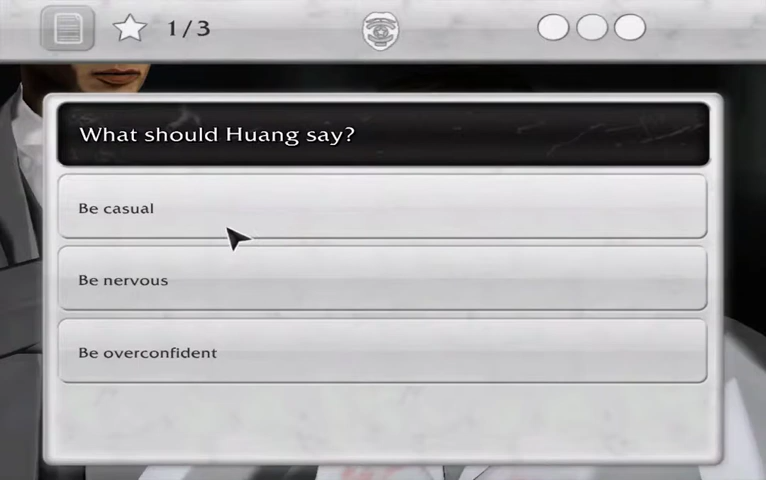 1/3
What should Huang say?
Be casual
Be nervous
Be overconfident